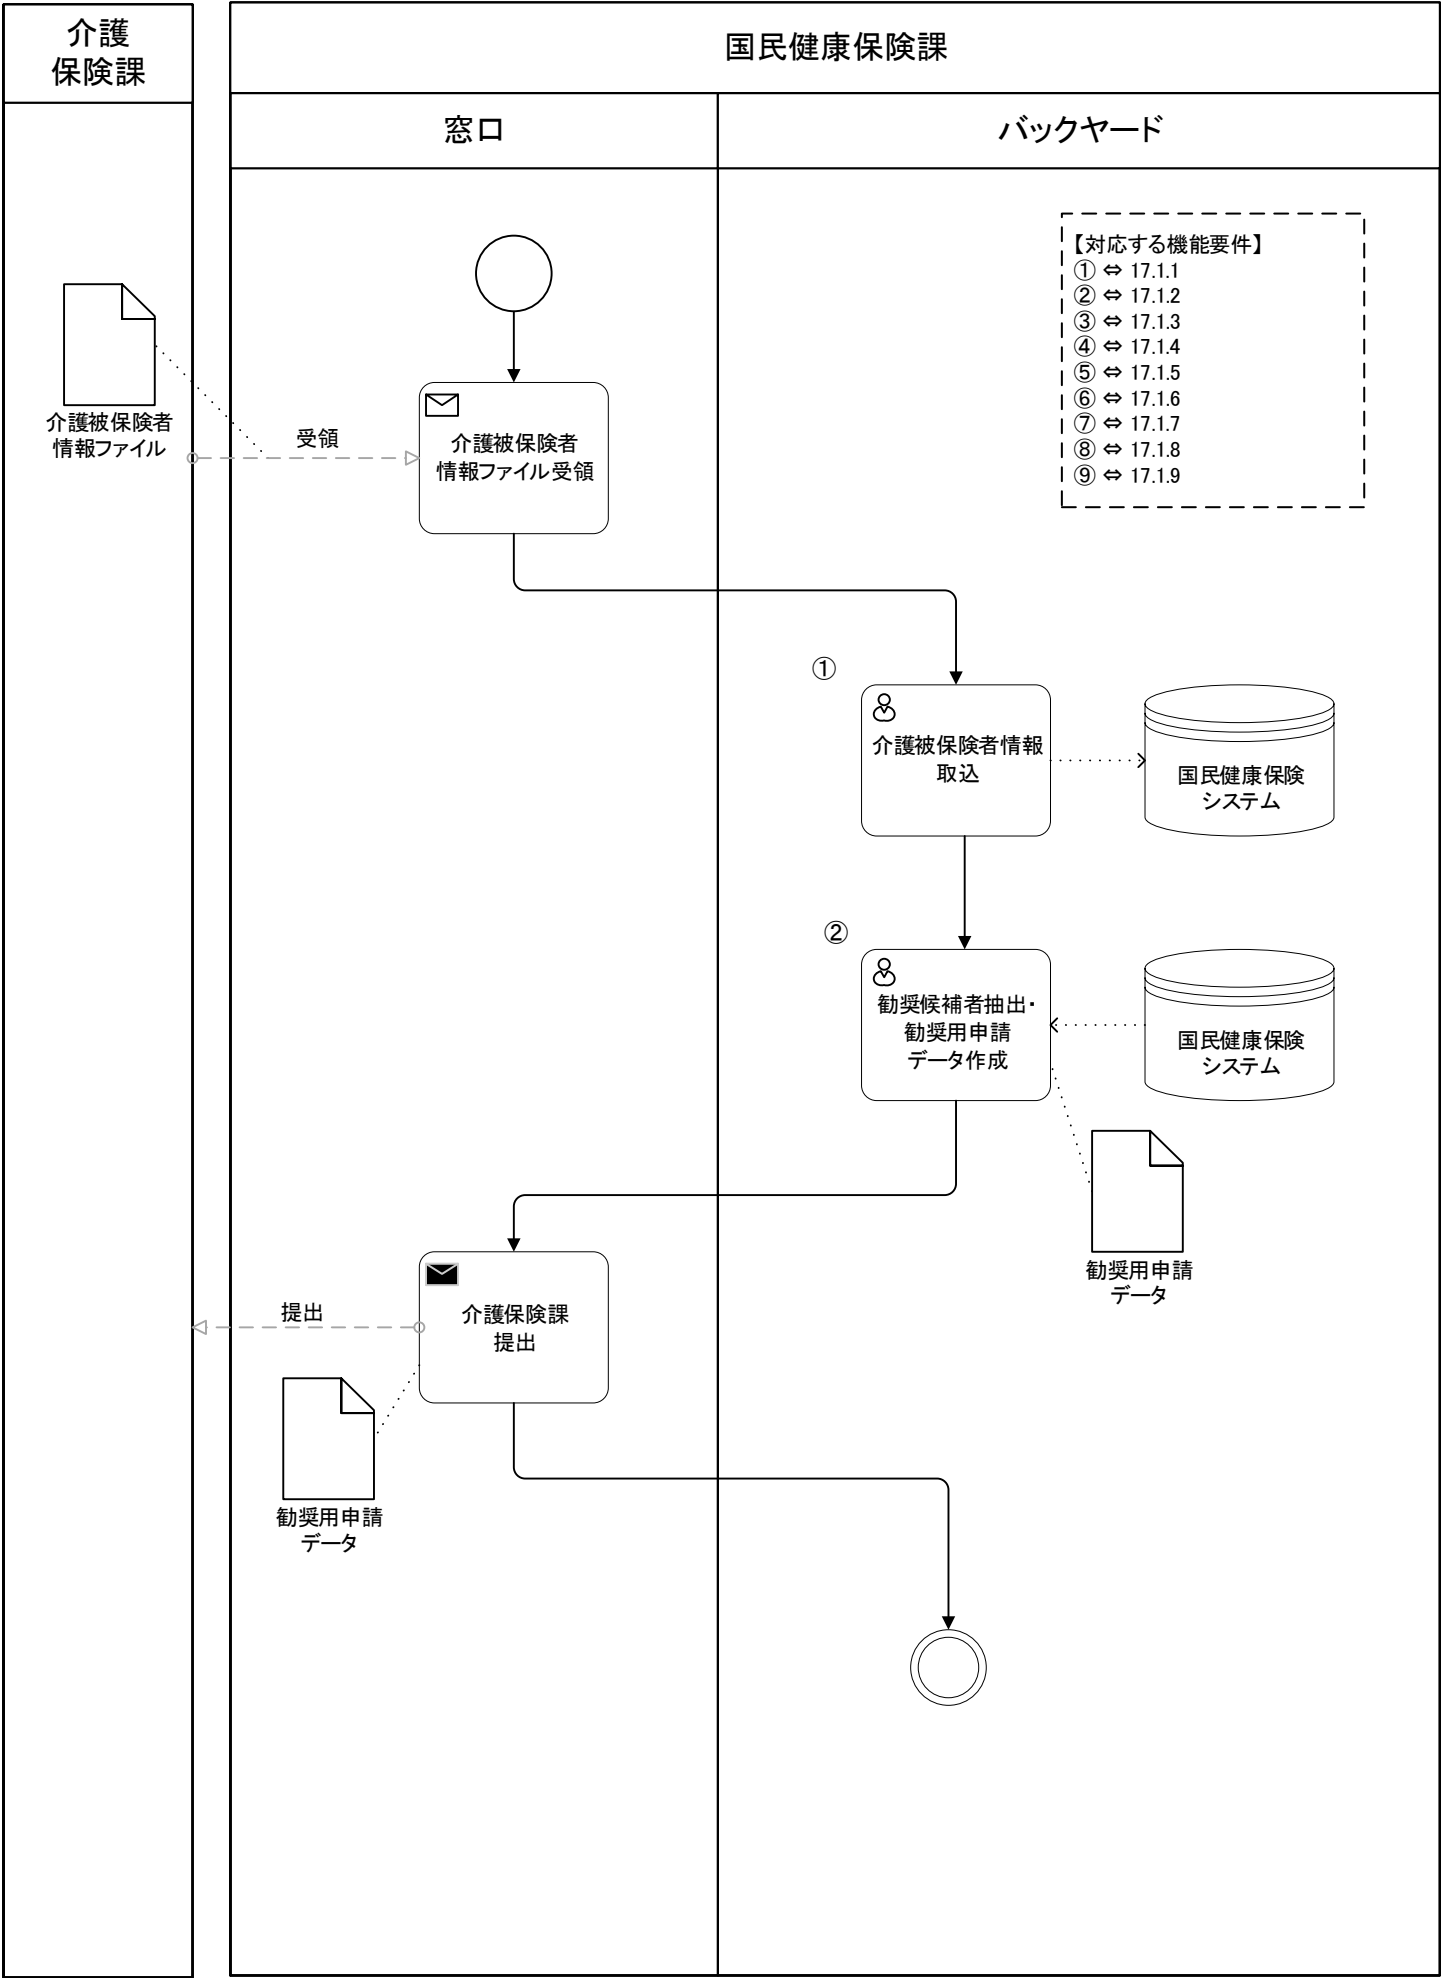 介護
保険課
国民健康保険課
窓口
バックヤード
【対応する機能要件】
① ⇔ 17.1.1
② ⇔ 17.1.2
③ ⇔ 17.1.3
④ ⇔ 17.1.4
⑤ ⇔ 17.1.5
⑥ ⇔ 17.1.6
⑦ ⇔ 17.1.7
⑧ ⇔ 17.1.8
⑨ ⇔ 17.1.9
介護被保険者
情報ファイル
受領
介護被保険者
情報ファイル受領
①
介護被保険者情報
取込
国民健康保険
システム
②
勧奨候補者抽出・
勧奨用申請
データ作成
国民健康保険
システム
勧奨用申請
データ
提出
介護保険課
提出
勧奨用申請
データ